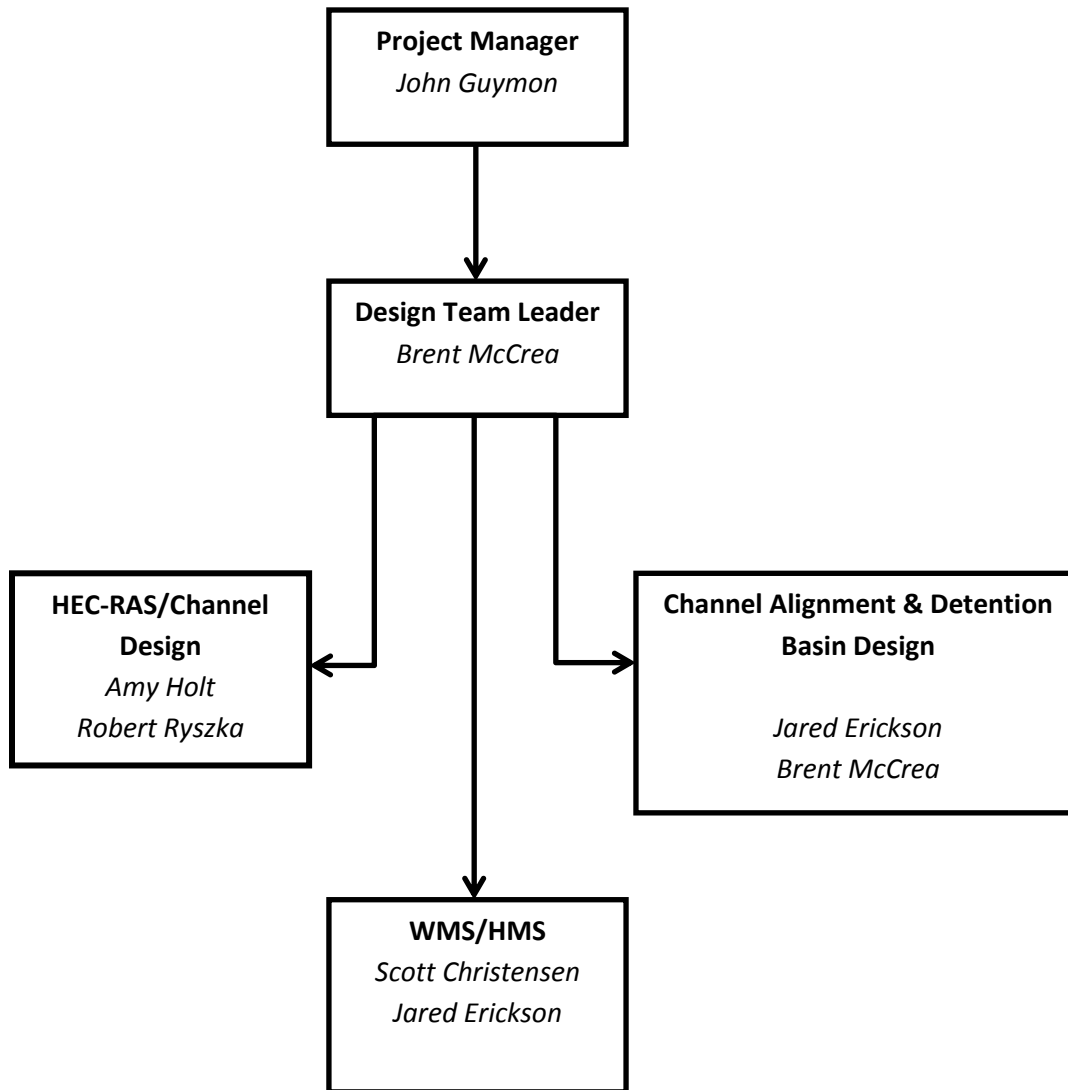 Project Manager
John Guymon
Design Team Leader
Brent McCrea
HEC-RAS/Channel
Design
Amy Holt
Robert Ryszka
Channel Alignment & Detention
Basin Design
Jared Erickson
Brent McCrea
WMS/HMS
Scott Christensen
Jared Erickson